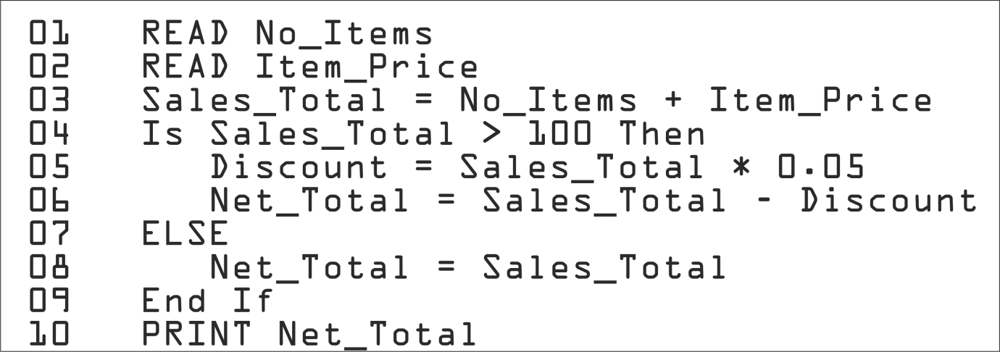 01 READ No_Items
02 READ Item_Price
03 Sales_Total = No_Items + Item_Price
04 Is Sales_Total > 100 Then
05 Discount = Sales_Total * 0.05
06 Net_Total = Sales_Total - Discount
07 ELSE
08 Net_Total = Sales_Total
09 End If
10 PRINT Net_Total